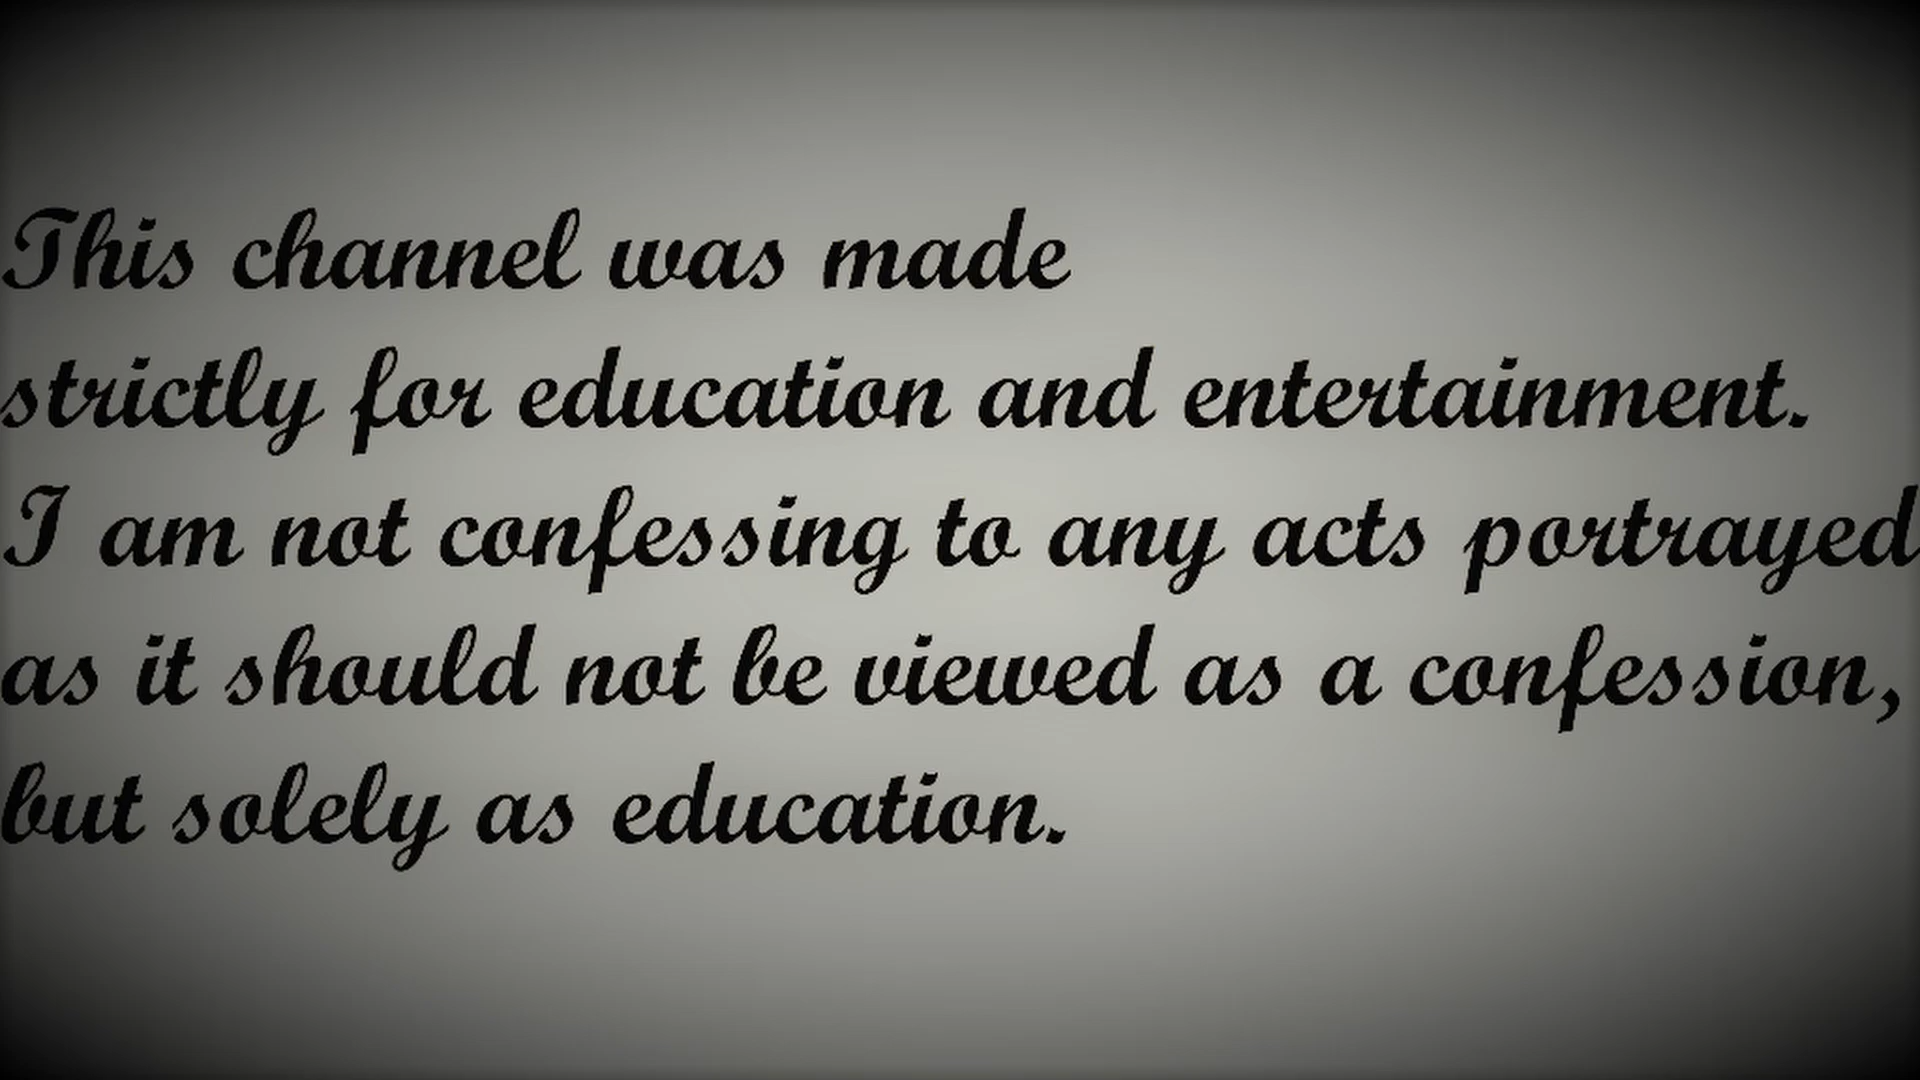 This channel was made
strictly for education and entertainment.
I am not confessing to any acts portrayed
as it should not be viewed as a confession,
but solely as education.